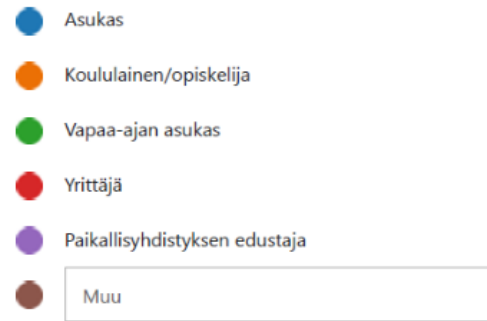 Asukas
Koululainen/opiskelija
Vapaa-ajan asukas
Yrittäjä
Paikallisyhdistyksen edustaja
Muu